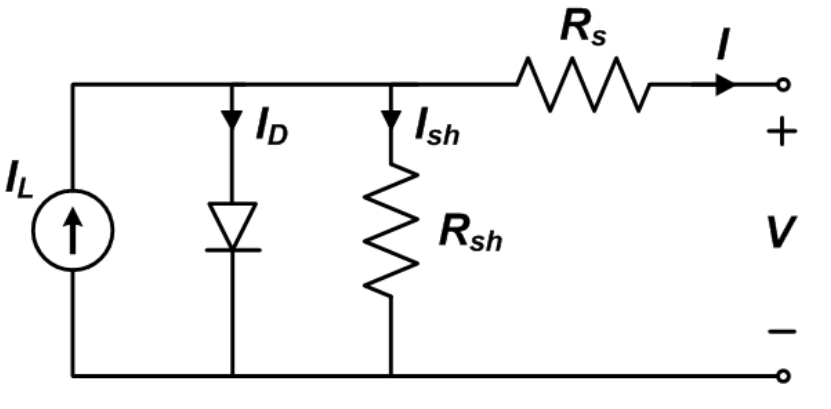 Rs
I
ID
Ish
+
IL
Rsh
V
−